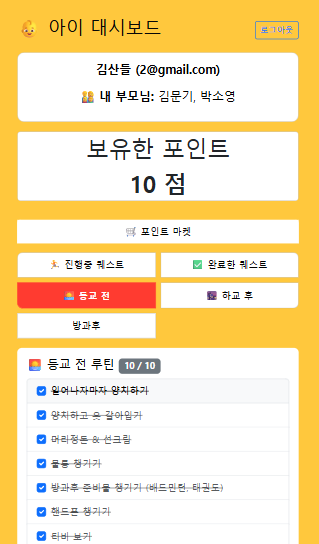 아이 대시보드
로그아웃
김산들 (2@gmail.com)
내 부모님: 김문기, 박소영
보유한 포인트
10 점
포인트 마켓
진행중 퀘스트
완료한 퀘스트
등교 전
하교 후
방과후
등교 전 루틴 10 / 10
일어나자마자 양치하기
양치하고 옷 갈아입기
머리정돈 & 선크림
물통 챙기기
방과후 준비물 챙기기 (배드민턴, 태권도)
핸드폰 챙기기
티비 보기